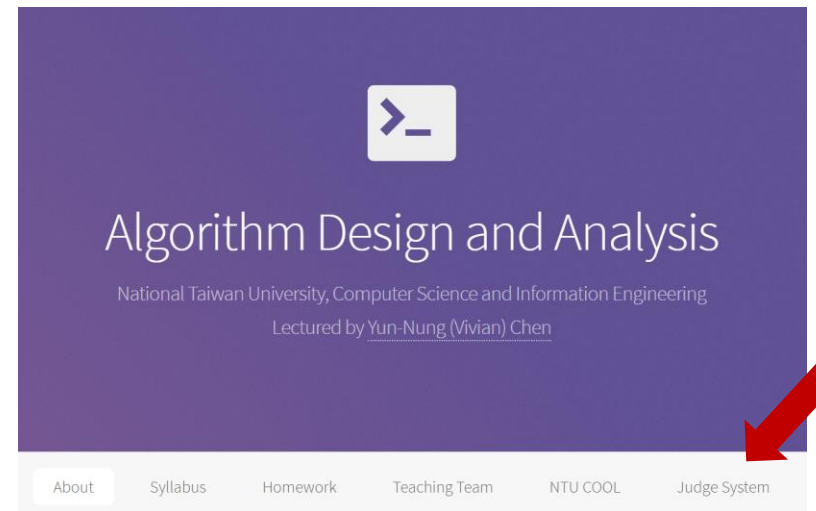 >_
Algorithm Design and Analysis
National Taiwan University, Computer Science and Information Engineering
Lectured by Yun-Nung (Vivian) Chen
About Syllabus Homework Teaching Team NTU COOL Judge System